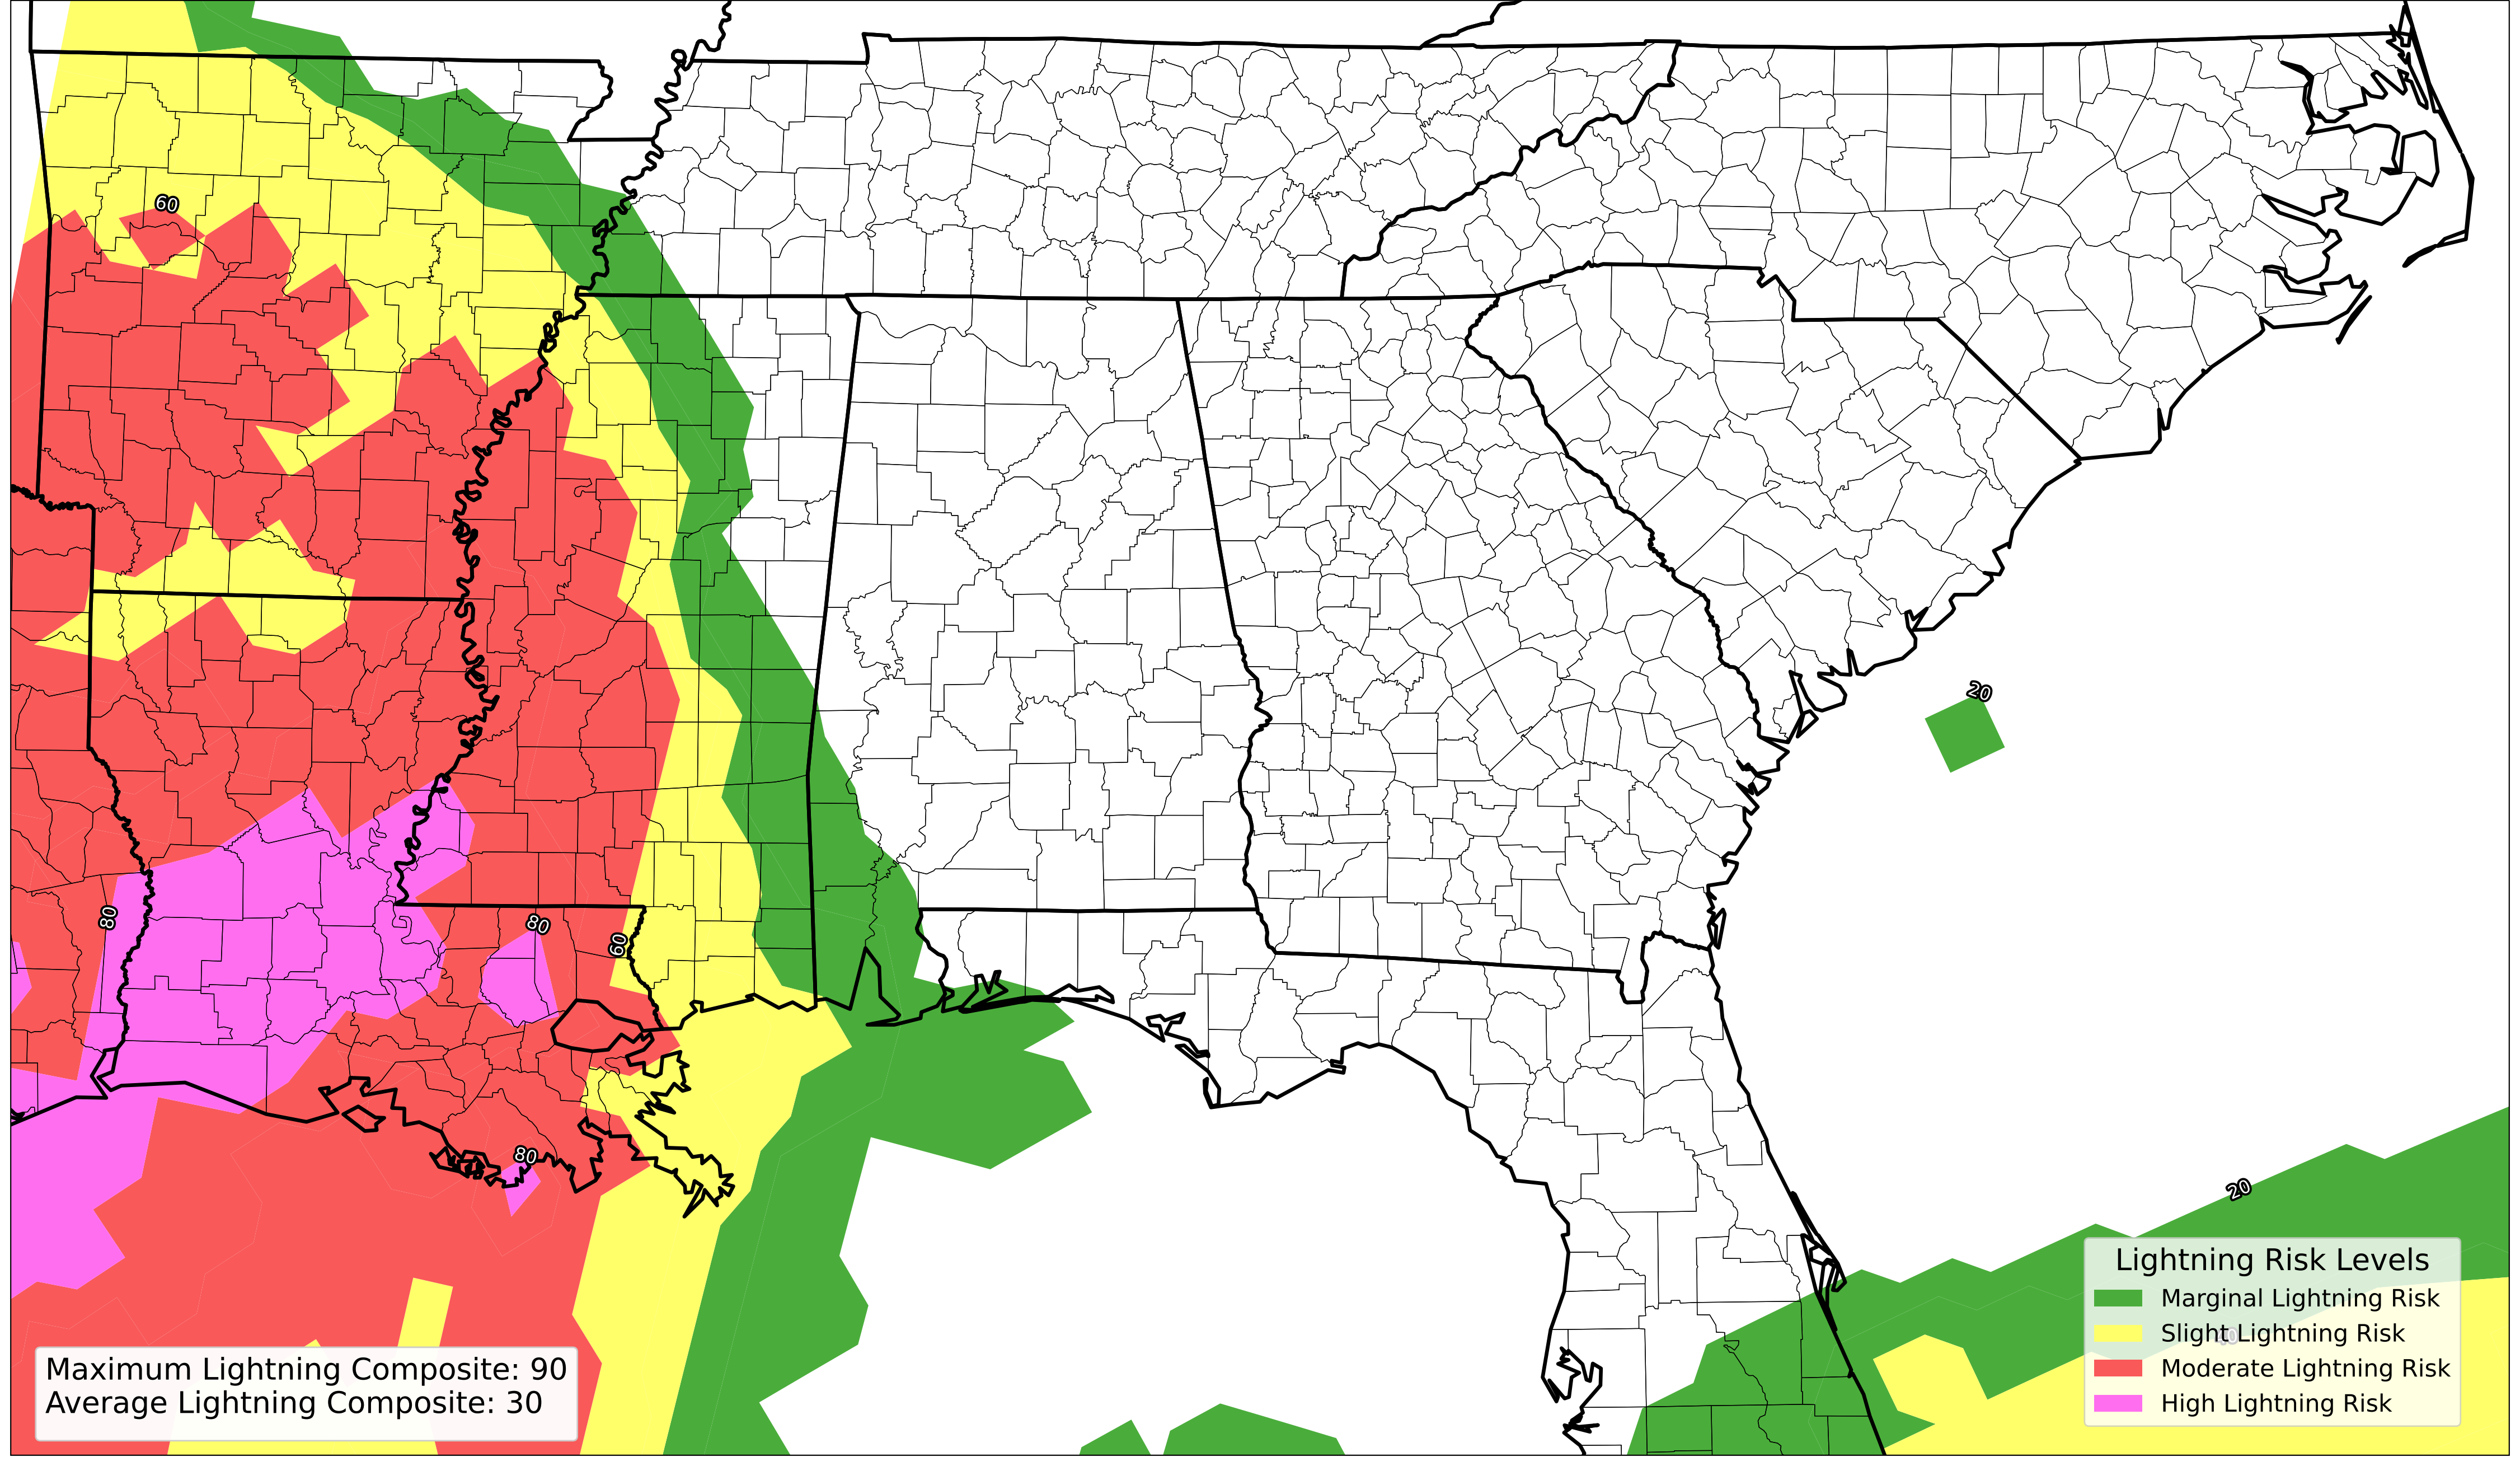 60
20
80
80
60
80
20
Lightning Risk Levels
Marginal Lightning Risk
Slight Lightning Risk
Moderate Lightning Risk
High Lightning Risk
Maximum Lightning Composite: 90
Average Lightning Composite: 30